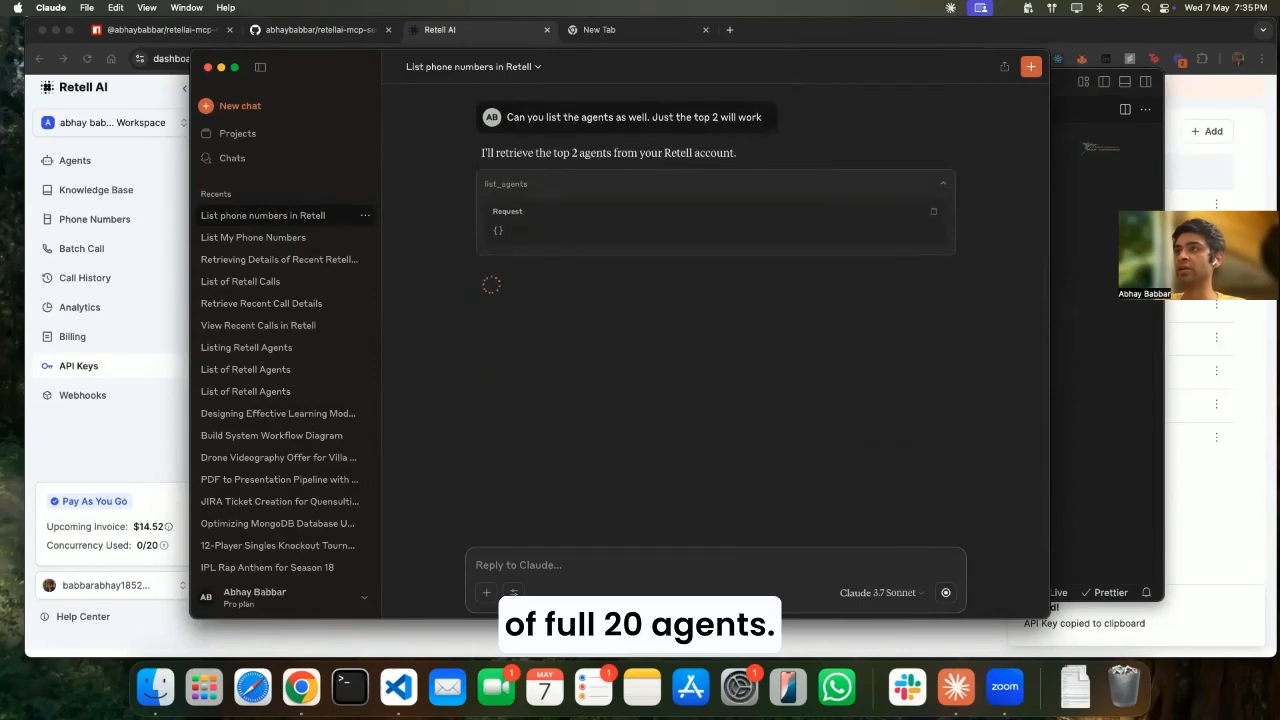 Claude File Edit View Window Help Wed 7 May 7:35PM
@abhaybabbar/retellai-mcp- abhaybabbar/retellai-mcp-se Retell AI New Tab
dashboa
Retell AI
A abhay bab... Workspace
Agents
Knowledge Base
Phone Numbers
Batch Call
Call History
Analytics
Billing
API Keys
Webhooks
Pay As You Go
Upcoming Invoice: $14.52
Concurrency Used: 0/20
babbarabhay1852...
Help Center
New chat
Projects
Chats
Recents
List phone numbers in Retell
List My Phone Numbers
Retrieving Details of Recent Retell...
List of Retell Calls
Retrieve Recent Call Details
View Recent Calls in Retell
Listing Retell Agents
List of Retell Agents
List of Retell Agents
Designing Effective Learning Mod...
Build System Workflow Diagram
Drone Videography Offer for Villa ...
PDF to Presentation Pipeline with ...
JIRA Ticket Creation for Quensulti...
Optimizing MongoDB Database U...
12-Player Singles Knockout Tourn...
IPL Rap Anthem for Season 18
AB Abhay Babbar
Pro plan
List phone numbers in Retell
AB Can you list the agents as well. Just the top 2 will work
I'll retrieve the top 2 agents from your Retell account.
list_agents
Request
{}
Reply to Claude...
Claude 3.7 Sonnet
Add
Abhay Babbar
Live Prettier
d!
API Key copied to clipboard
of full 20 agents.
1
1
MAY
7
1
zoom